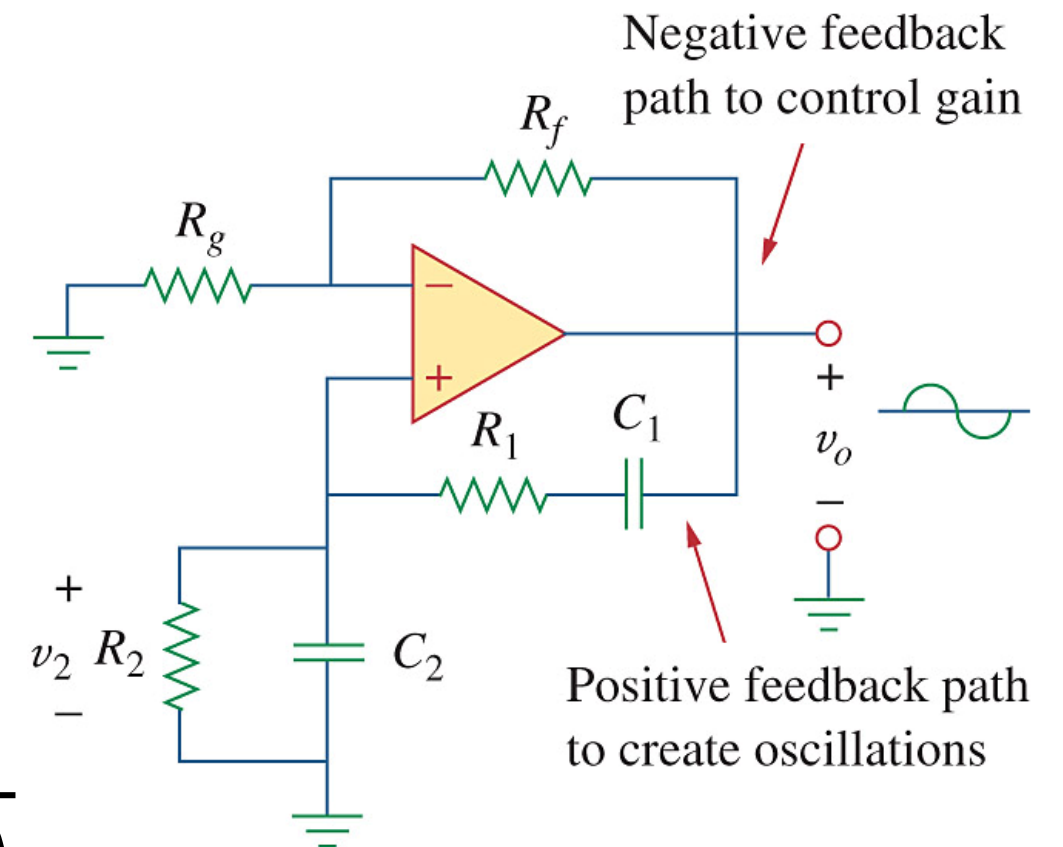 Negative feedback
path to control gain
R_f
R_g
−
+
R_1
C_1
+
v_o
−
+
v_2
R_2
−
C_2
Positive feedback path
to create oscillations